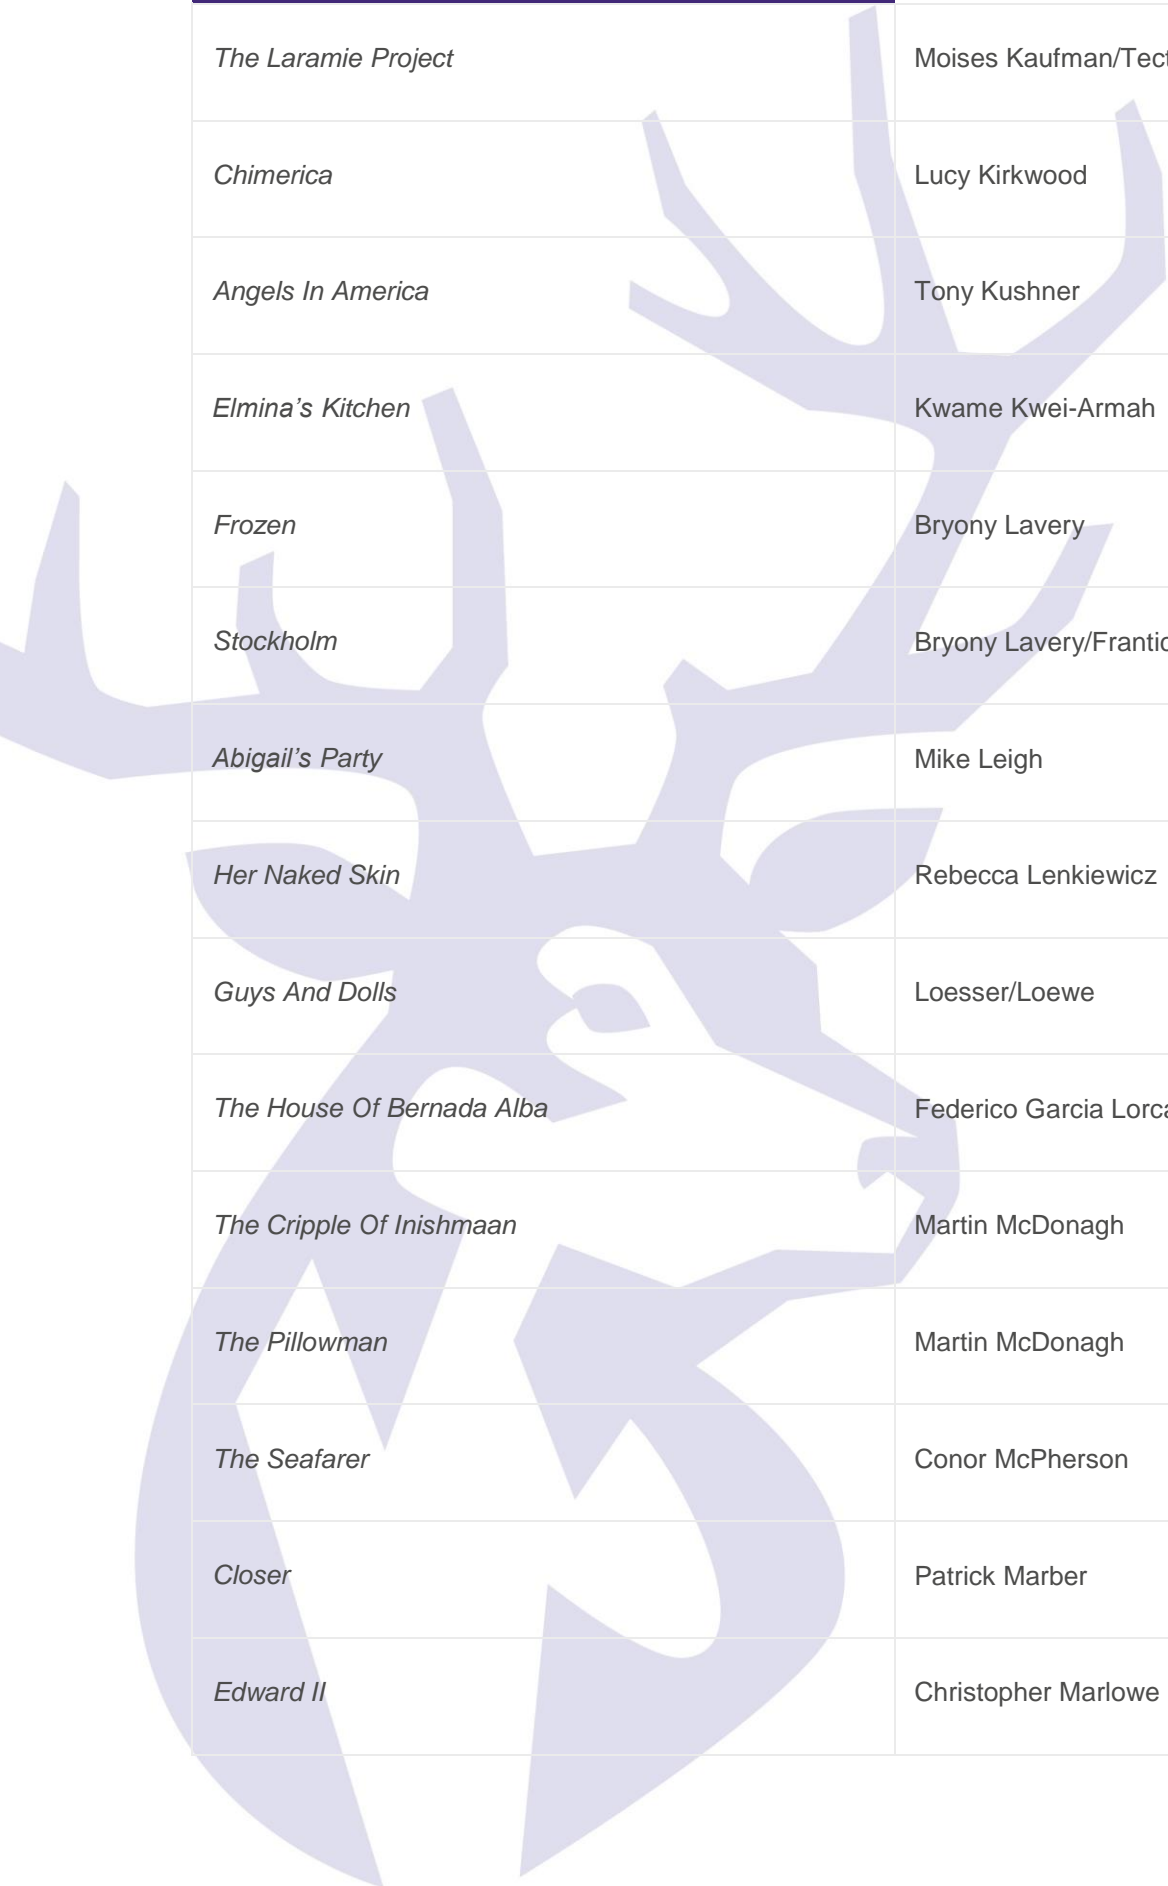 The Laramie Project Moises Kaufman/Tect
Chimerica Lucy Kirkwood
Angels In America Tony Kushner
Elmina’s Kitchen Kwame Kwei-Armah
Frozen Bryony Lavery
Stockholm Bryony Lavery/Frantic
Abigail’s Party Mike Leigh
Her Naked Skin Rebecca Lenkiewicz
Guys And Dolls Loesser/Loewe
The House Of Bernada Alba Federico Garcia Lorca
The Cripple Of Inishmaan Martin McDonagh
The Pillowman Martin McDonagh
The Seafarer Conor McPherson
Closer Patrick Marber
Edward II Christopher Marlowe